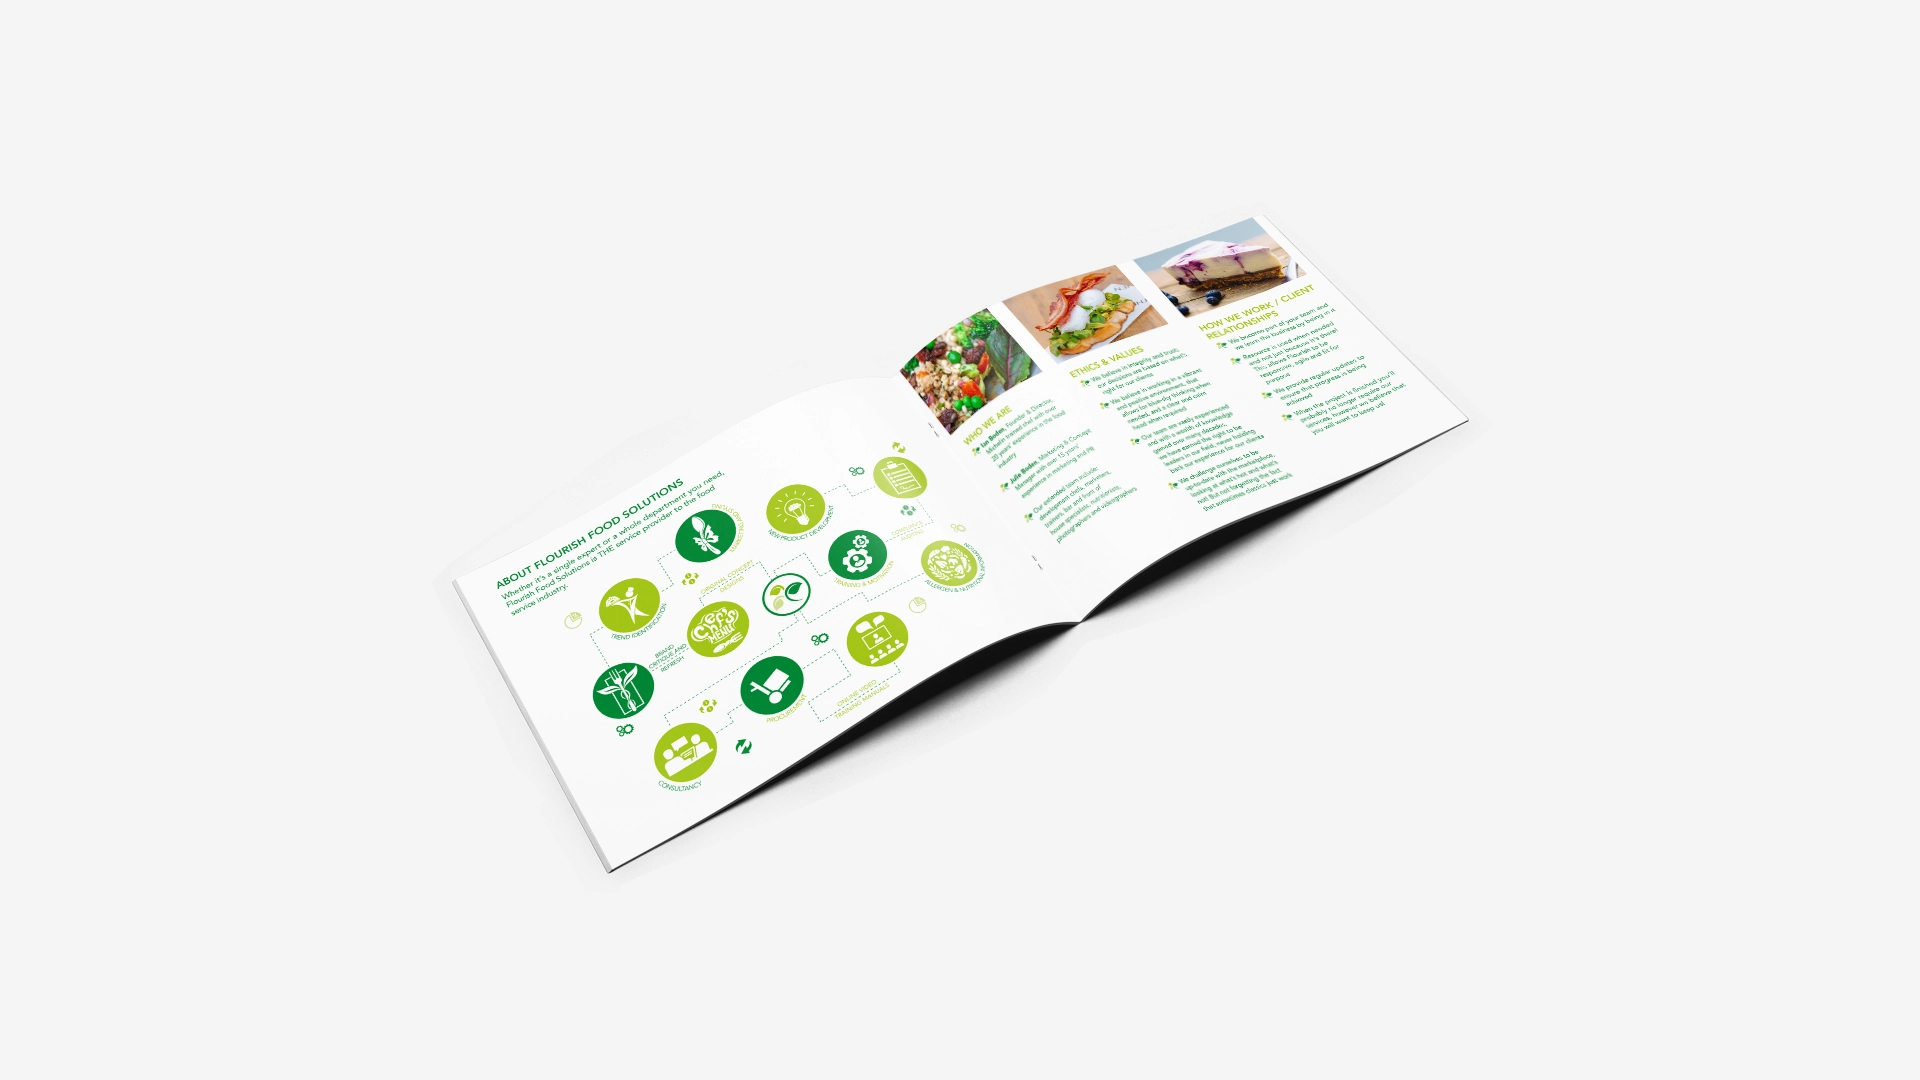 ABOUT FLOURISH FOOD SOLUTIONS
Whether it's a single expert or a whole department you need,
Flourish Food Solutions is THE service provider to the food
service industry.
TREND IDENTIFICATION
NEW PRODUCT DEVELOPMENT
ORIGINAL CONCEPT
DESIGNS
TRAINING & MOTIVATION
COMPLIANCE
AUDITING
ALLERGEN & NUTRITIONAL INFORMATION
BRAND
CRITIQUE AND
REFRESH
Chef's
MENU
PROCUREMENT
ONLINE VIDEO
TRAINING MANUALS
CONSULTANCY
WHO WE ARE
Ian Boden, Founder & Director,
Michelin trained chef with over
20 years' experience in the food
industry
Julie Boden, Marketing & Concept
Manager with over 15 years'
experience in marketing and PR
Our extended team include:
development chefs, mystery
trainers, bar and front of
house specialists, nutritionists,
photographers and videographers
ETHICS & VALUES
We believe in integrity and trust;
our decisions are based on what's
right for our clients
We believe in working in a vibrant
and positive environment, that
allows for blue-sky thinking when
needed, and a clear and calm
head when required
Our team are vastly experienced
and with a wealth of knowledge
gained over many decades,
we have earned the right to be
leaders in our field, never holding
back our experience for our clients
We challenge ourselves to be
up-to-date with the marketplace,
looking at what's hot and what's
not! But not forgetting the fact
that sometimes classics just work
HOW WE WORK / CLIENT
RELATIONSHIPS
We become part of your team and
we learn the business by being in it
Resource is used when needed
and not just because it's there!
This allows Flourish to be
responsive, agile and fit for
purpose
We provide regular updates to
ensure that progress is being
achieved
When the project is finished you'll
probably no longer require our
services, however we believe that
you will want to keep us!